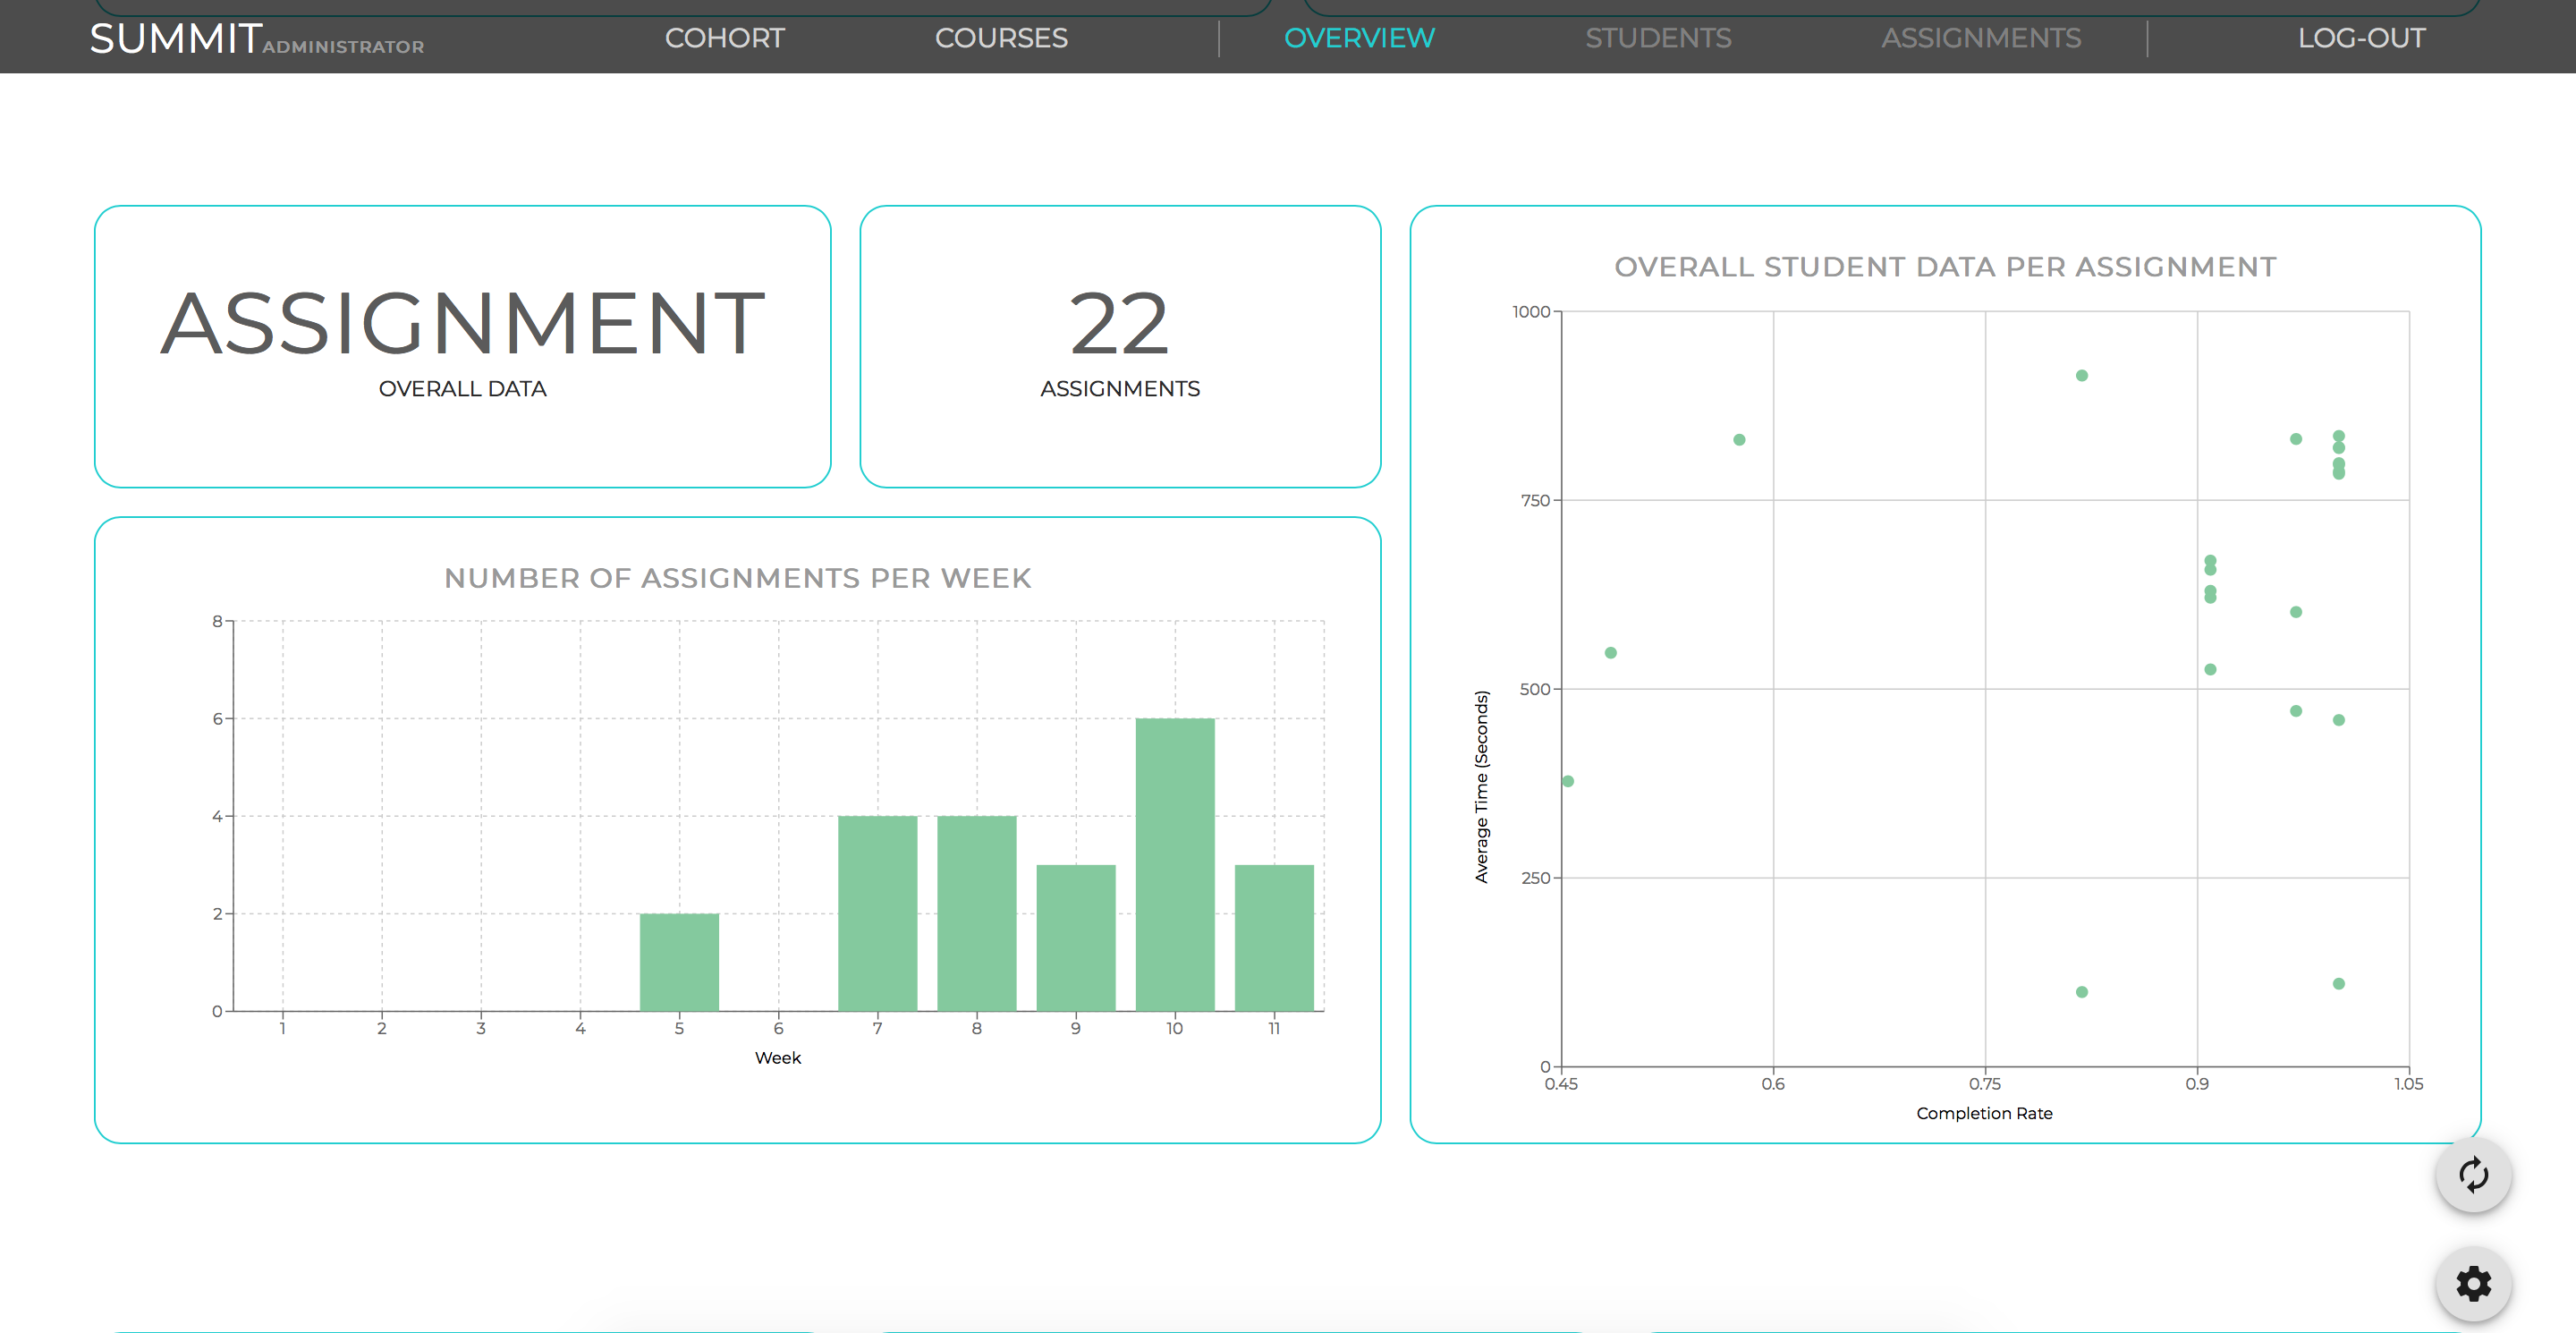 SUMMIT ADMINISTRATOR COHORT COURSES OVERVIEW STUDENTS ASSIGNMENTS LOG-OUT
ASSIGNMENT
OVERALL DATA
22
ASSIGNMENTS
NUMBER OF ASSIGNMENTS PER WEEK
8
6
4
2
0
1 2 3 4 5 6 7 8 9 10 11
Week
OVERALL STUDENT DATA PER ASSIGNMENT
1000
750
500
250
0
Average Time (Seconds)
0.45 0.6 0.75 0.9 1.05
Completion Rate